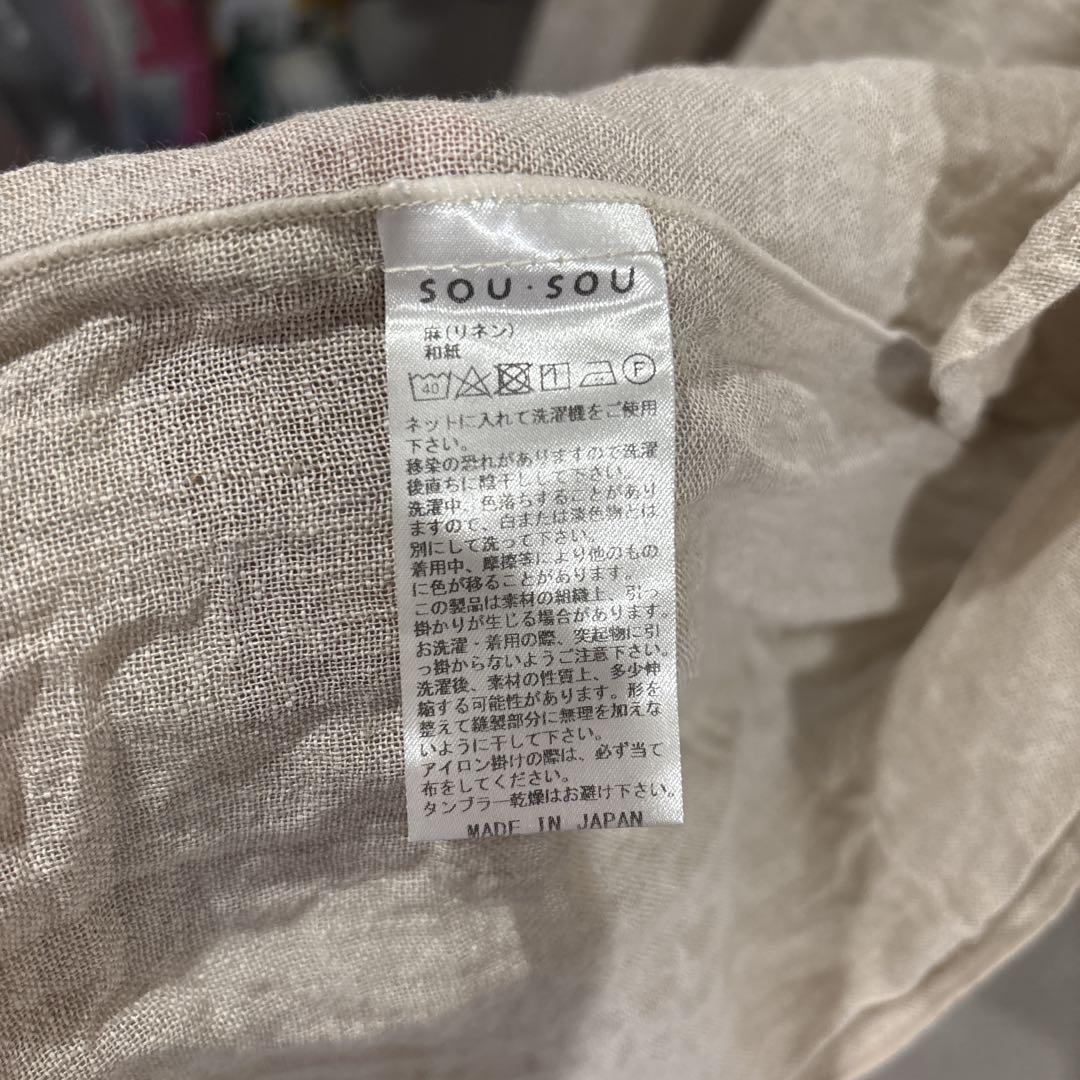 SOU・SOU
麻(リネン)
和紙
40 F
ネットに入れて洗濯機をご使用
下さい。
移染の恐れがありますので洗濯
後直ちに陰干しして下さい。
洗濯中、色落ちすることがあり
ますので、白または淡色物とは
別にして洗って下さい。
着用中、摩擦等により他のもの
に色が移ることがあります。
この製品は素材の組織上、引っ
掛かりが生じる場合があります。
お洗濯・着用の際、突起物に引
っ掛からないようご注意下さい。
洗濯後、素材の性質上、多少伸
縮する可能性があります。形を
整えて縫製部分に無理を加えな
いように干して下さい。
アイロン掛けの際は、必ず当て
布をしてください。
タンブラー乾燥はお避け下さい。
MADE IN JAPAN